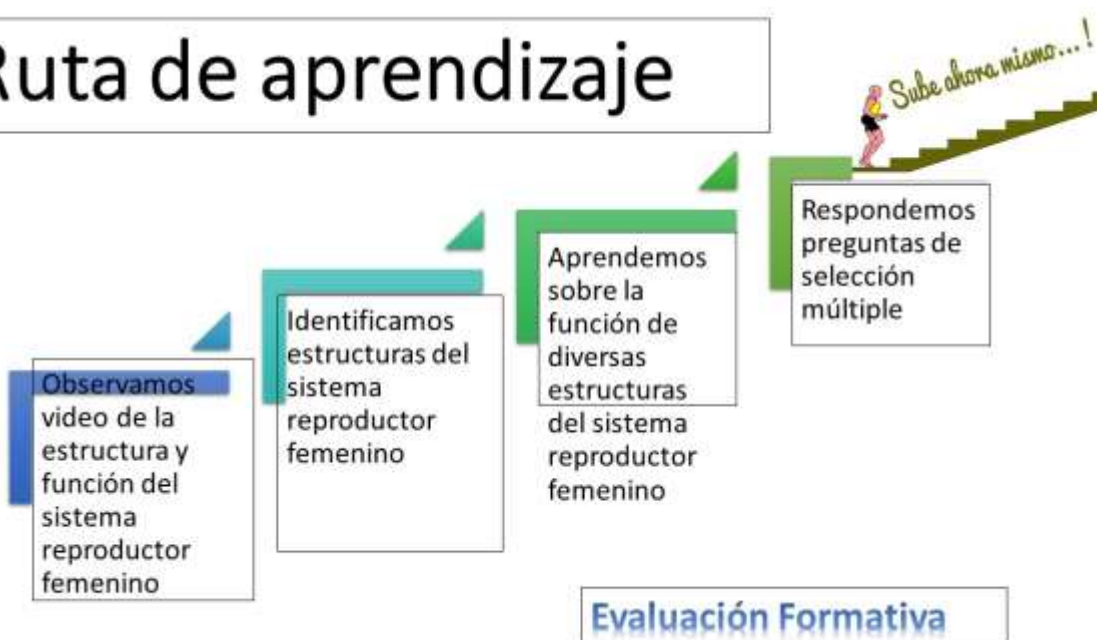 Ruta de aprendizaje
Sube ahora mismo...!
Observamos
video de la
estructura y
función del
sistema
reproductor
femenino
Identificamos
estructuras del
sistema
reproductor
femenino
Aprendemos
sobre la
función de
diversas
estructuras
del sistema
reproductor
femenino
Respondemos
preguntas de
selección
múltiple
Evaluación Formativa